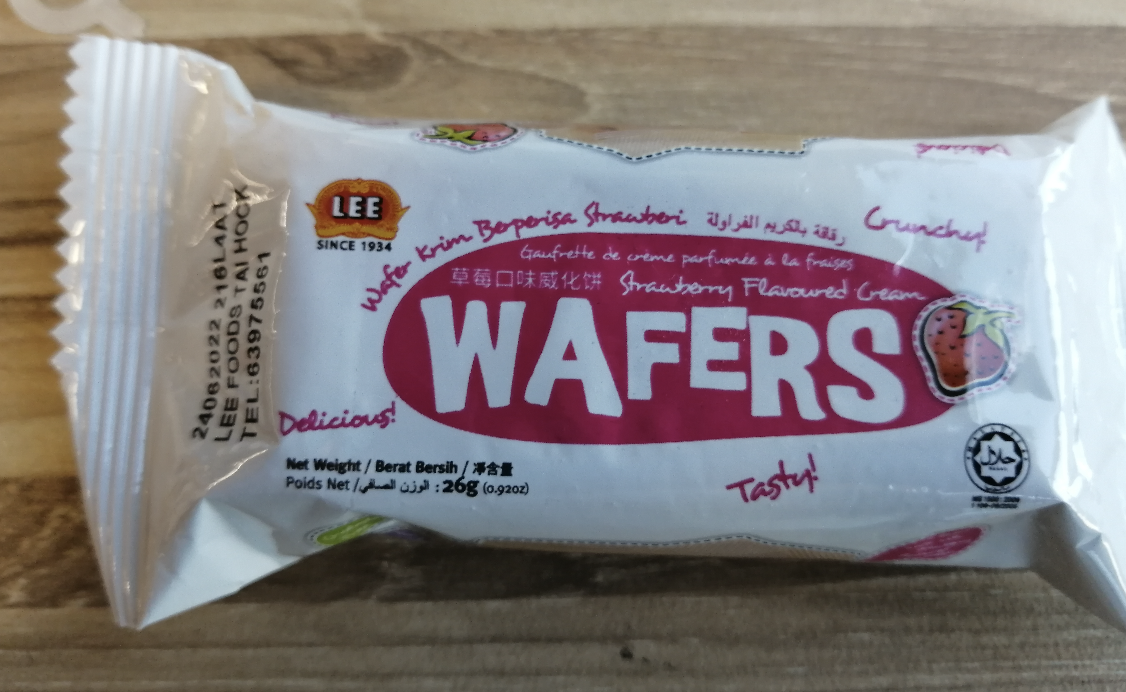 LEE
SINCE 1934
Wafer Krim Berperisa Strawberi
رقاقة بالكريم الفراولة
Crunchy!
Gaufrette de crème parfumée à la fraises
草莓口味威化饼
Strawberry Flavoured Cream
WAFERS
Delicious!
Tasty!
Net Weight / Berat Bersih / 净含量
Poids Net / الوزن الصافي : 26g (0.92oz)
24062022 216L4AT
LEE FOODS TAI HOCK
TEL:63975561
حلال